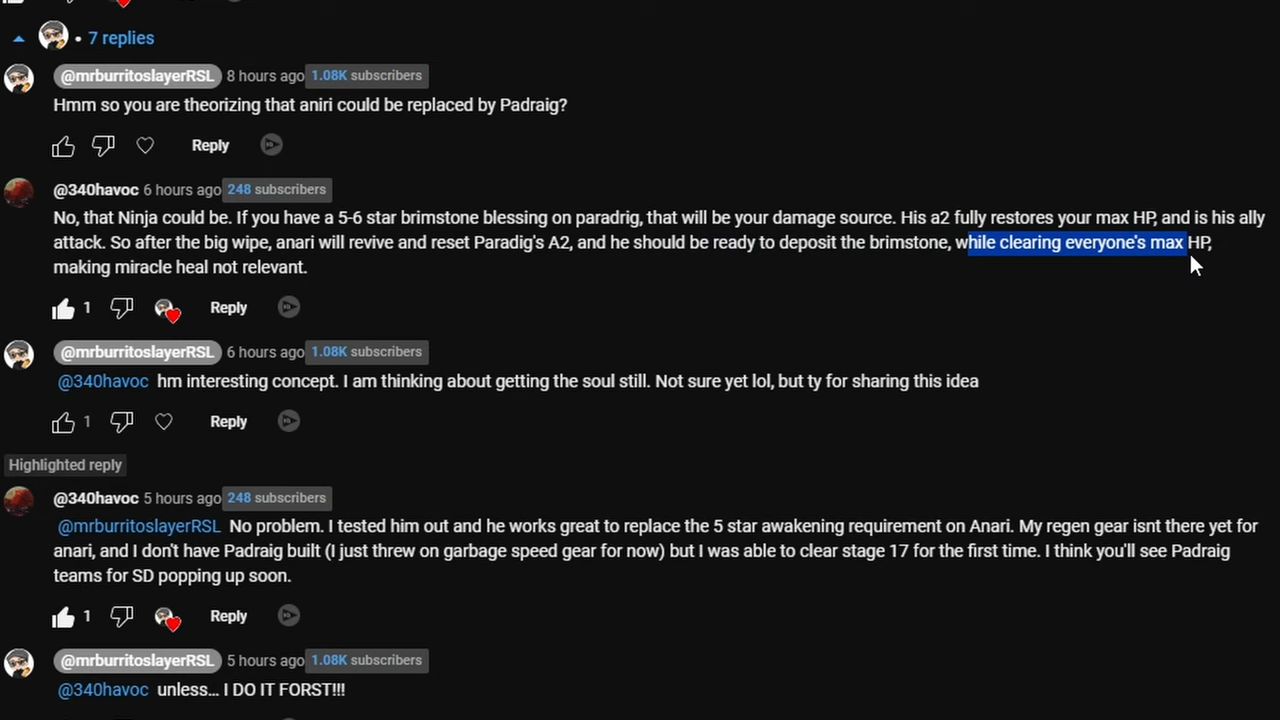 7 replies
@mrburritoslayerRSL 8 hours ago 1.08K subscribers
Hmm so you are theorizing that aniri could be replaced by Padraig?
Reply
@340havoc 6 hours ago 248 subscribers
No, that Ninja could be. If you have a 5-6 star brimstone blessing on paradrig, that will be your damage source. His a2 fully restores your max HP, and is his ally
attack. So after the big wipe, anari will revive and reset Paradig's A2, and he should be ready to deposit the brimstone, while clearing everyone's max HP,
making miracle heal not relevant.
1 Reply
@mrburritoslayerRSL 6 hours ago 1.08K subscribers
@340havoc hm interesting concept. I am thinking about getting the soul still. Not sure yet lol, but ty for sharing this idea
1 Reply
Highlighted reply
@340havoc 5 hours ago 248 subscribers
@mrburritoslayerRSL No problem. I tested him out and he works great to replace the 5 star awakening requirement on Anari. My regen gear isnt there yet for
anari, and I don't have Padraig built (I just threw on garbage speed gear for now) but I was able to clear stage 17 for the first time. I think you'll see Padraig
teams for SD popping up soon.
1 Reply
@mrburritoslayerRSL 5 hours ago 1.08K subscribers
@340havoc unless... I DO IT FORST!!!